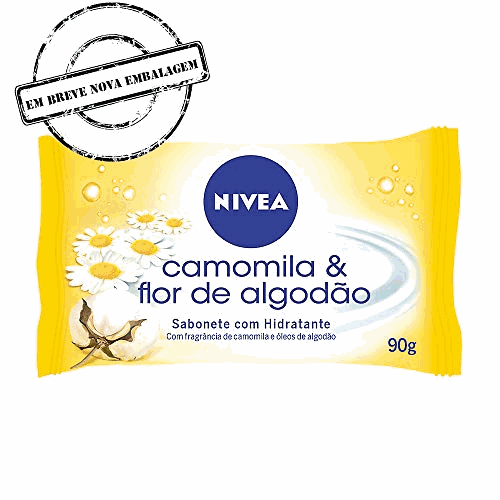 EM BREVE NOVA EMBALAGEM
NIVEA
camomila &
flor de algodão
Sabonete com Hidratante
Com fragrância de camomila e óleos de algodão
90g